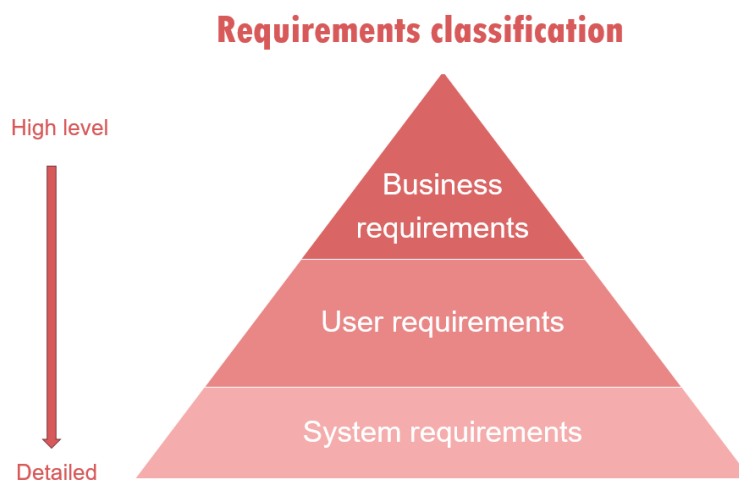 Requirements classification
High level
Business
requirements
User requirements
System requirements
Detailed